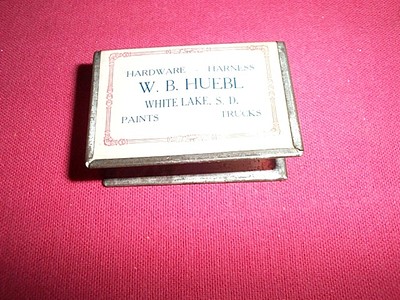 HARDWARE HARNESS
W. B. HUEBL
WHITE LAKE, S. D.
PAINTS TRUCKS